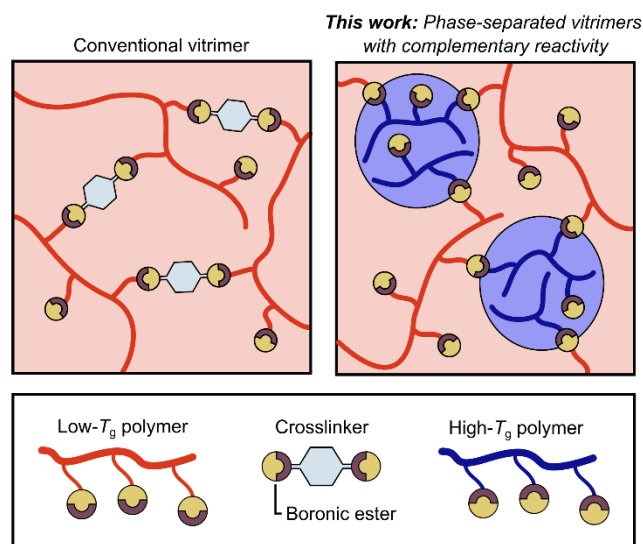 Conventional vitrimer
This work: Phase-separated vitrimers
with complementary reactivity
Low-Tg polymer
Crosslinker
High-Tg polymer
Boronic ester